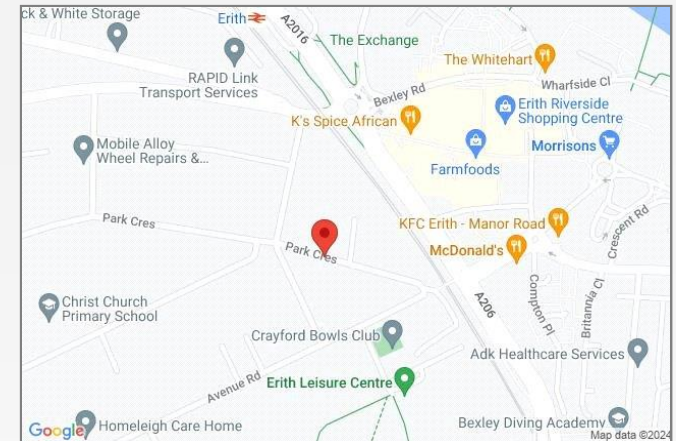 ck & White Storage
Erith
A2016
The Exchange
The Whitehart
RAPID Link
Transport Services
Bexley Rd
Wharfside Cl
K's Spice African
Erith Riverside
Shopping Centre
Mobile Alloy
Wheel Repairs &...
Farmfoods
Morrisons
Park Cres
Park Cres
KFC Erith - Manor Road
McDonald's
Crescent Rd
Christ Church
Primary School
A206
Compton Pl
Britannia Cl
Crayford Bowls Club
Adk Healthcare Services
Avenue Rd
Erith Leisure Centre
Google
Homeleigh Care Home
Bexley Diving Academy
Map data ©2024